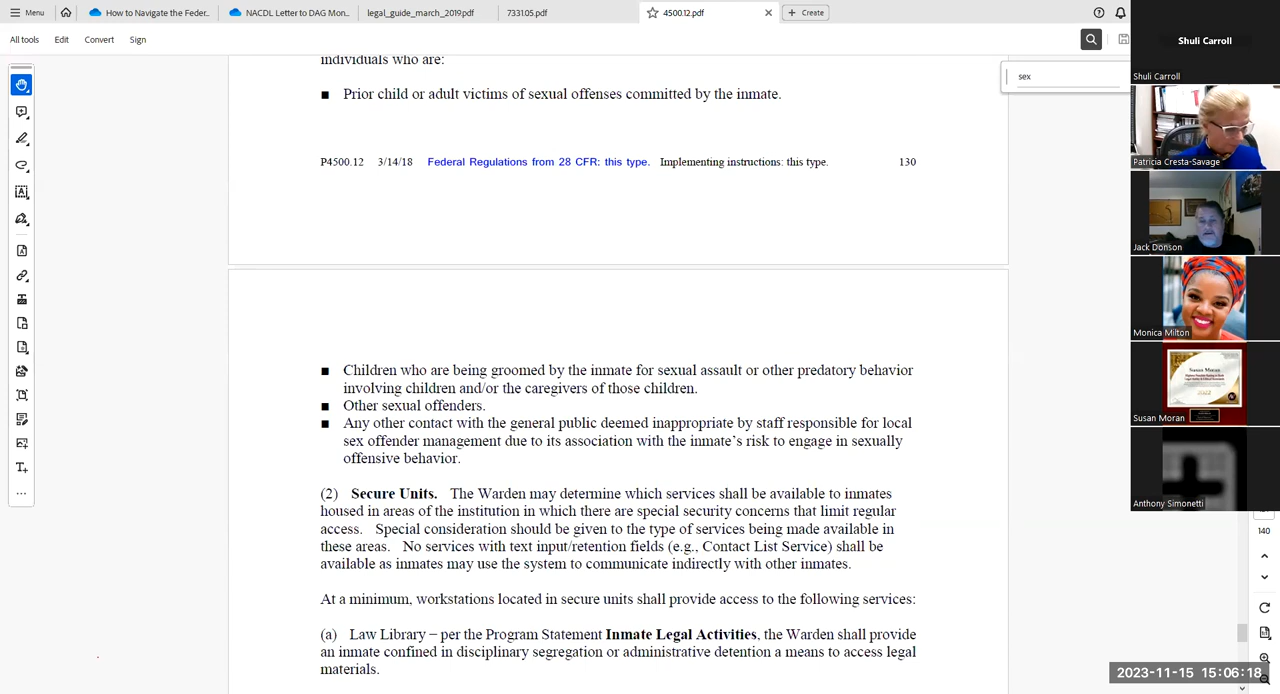 Menu
How to Navigate the Feder...
NACDL Letter to DAG Mon...
legal_guide_march_2019.pdf
7331.05.pdf
4500.12.pdf
Create
All tools
Edit
Convert
Sign
sex
individuals who are:
■ Prior child or adult victims of sexual offenses committed by the inmate.
P4500.12 3/14/18 Federal Regulations from 28 CFR: this type. Implementing instructions: this type. 130
■ Children who are being groomed by the inmate for sexual assault or other predatory behavior
involving children and/or the caregivers of those children.
■ Other sexual offenders.
■ Any other contact with the general public deemed inappropriate by staff responsible for local
sex offender management due to its association with the inmate's risk to engage in sexually
offensive behavior.
(2) Secure Units. The Warden may determine which services shall be available to inmates
housed in areas of the institution in which there are special security concerns that limit regular
access. Special consideration should be given to the type of services being made available in
these areas. No services with text input/retention fields (e.g., Contact List Service) shall be
available as inmates may use the system to communicate indirectly with other inmates.
At a minimum, workstations located in secure units shall provide access to the following services:
(a) Law Library – per the Program Statement Inmate Legal Activities, the Warden shall provide
an inmate confined in disciplinary segregation or administrative detention a means to access legal
materials.
Shuli Carroll
Shuli Carroll
Patricia Cresta-Savage
Jack Donson
Monica Milton
Susan Moran
Susan Moran
Anthony Simonetti
140
2023-11-15 15:06:18